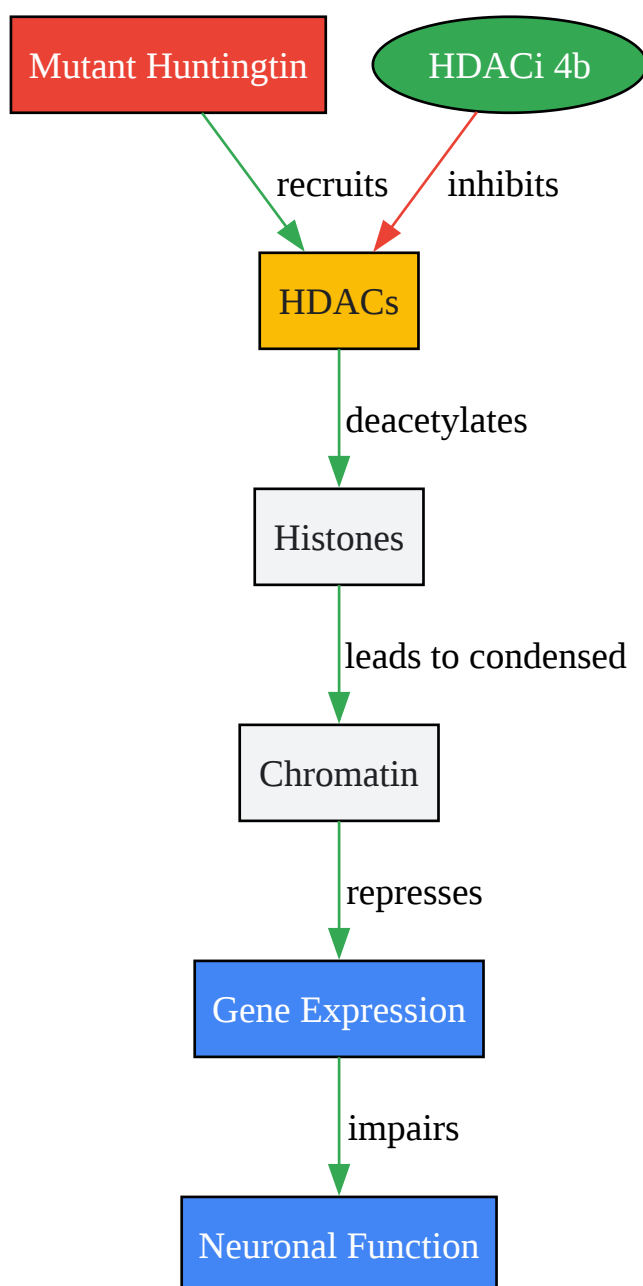 Mutant Huntingtin
HDACi 4b
recruits
inhibits
HDACs
deacetylates
Histones
leads to condensed
Chromatin
represses
Gene Expression
impairs
Neuronal Function